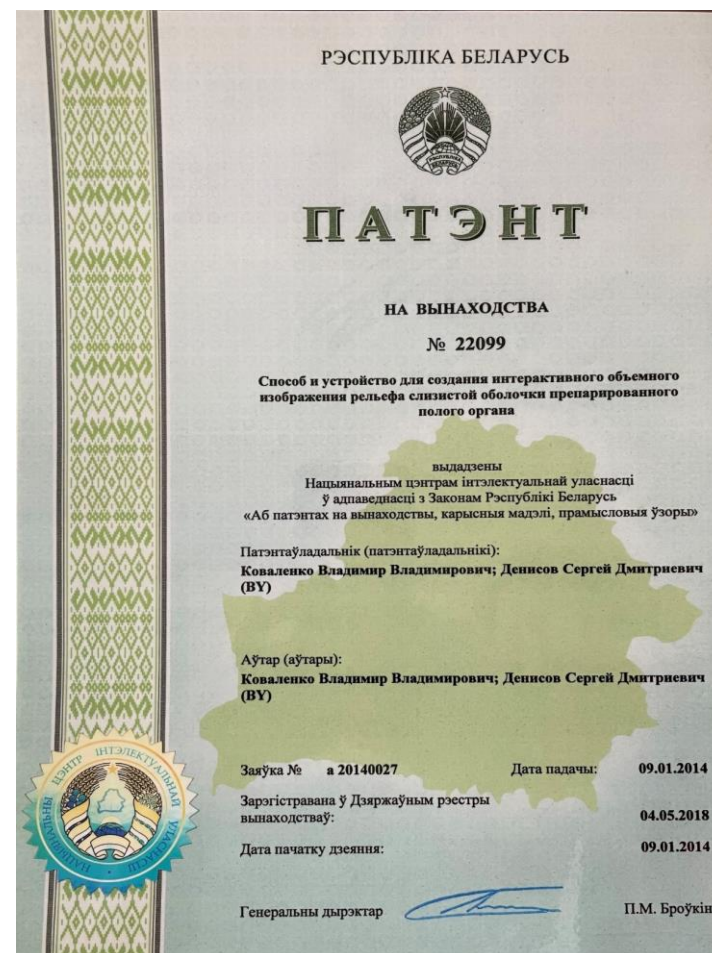 РЭСПУБЛІКА БЕЛАРУСЬ
ПАТЭНТ
НА ВЫНАХОДСТВА
№ 22099
Способ и устройство для создания интерактивного объемного
изображения рельефа слизистой оболочки препарированного
полого органа
выдадзены
Нацыянальным цэнтрам інтэлектуальнай уласнасці
ў адпаведнасці з Законам Рэспублікі Беларусь
«Аб патэнтах на вынаходствы, карысныя мадэлі, прамысловыя ўзоры»
Патэнтаўладальнік (патэнтаўладальнікі):
Коваленко Владимир Владимирович; Денисов Сергей Дмитриевич
(BY)
Аўтар (аўтары):
Коваленко Владимир Владимирович; Денисов Сергей Дмитриевич
(BY)
Заяўка № а 20140027 Дата падачы: 09.01.2014
Зарэгістравана ў Дзяржаўным рэестры
вынаходстваў: 04.05.2018
Дата пачатку дзеяння: 09.01.2014
Генеральны дырэктар П.М. Броўкін
НАЦЫЯНАЛЬНЫ ЦЭНТР ІНТЭЛЕКТУАЛЬНАЙ УЛАСНАСЦІ